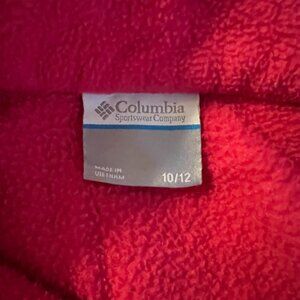 Columbia
Sportswear Company
MADE IN
VIETNAM
10/12